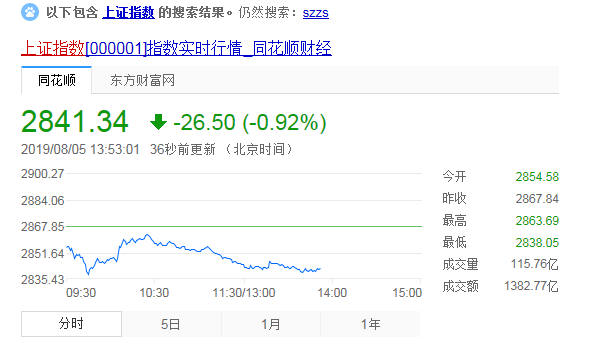 以下包含 上证指数 的搜索结果。仍然搜索：szzs
上证指数[000001]指数实时行情_同花顺财经
同花顺 东方财富网
2841.34 -26.50 (-0.92%)
2019/08/05 13:53:01 36秒前更新 （北京时间）
2900.27
2884.06
2867.85
2851.64
2835.43
09:30 10:30 11:30/13:00 14:00 15:00
今开 2854.58
昨收 2867.84
最高 2863.69
最低 2838.05
成交量 115.76亿
成交额 1382.77亿
分时 5日 1月 1年